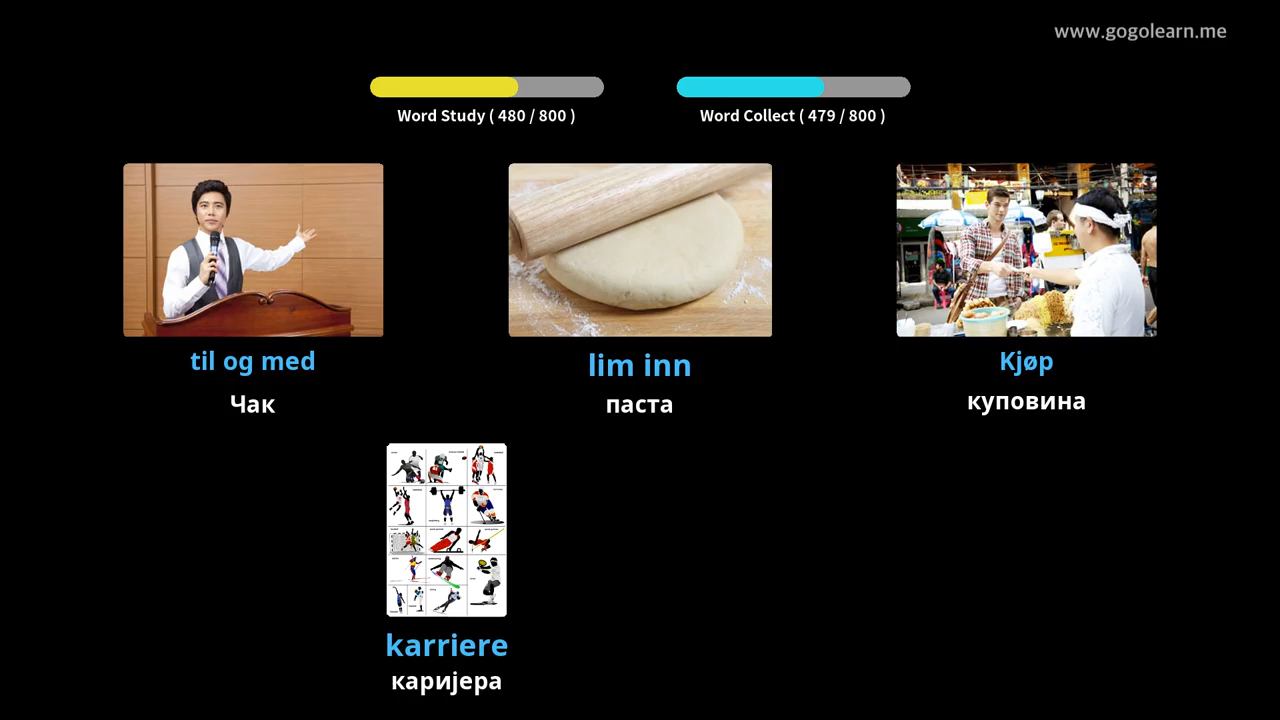 www.gogolearn.me
Word Study ( 480 / 800 )
Word Collect ( 479 / 800 )
til og med
Чак
lim inn
паста
Kjøp
куповина
karriere
каријера